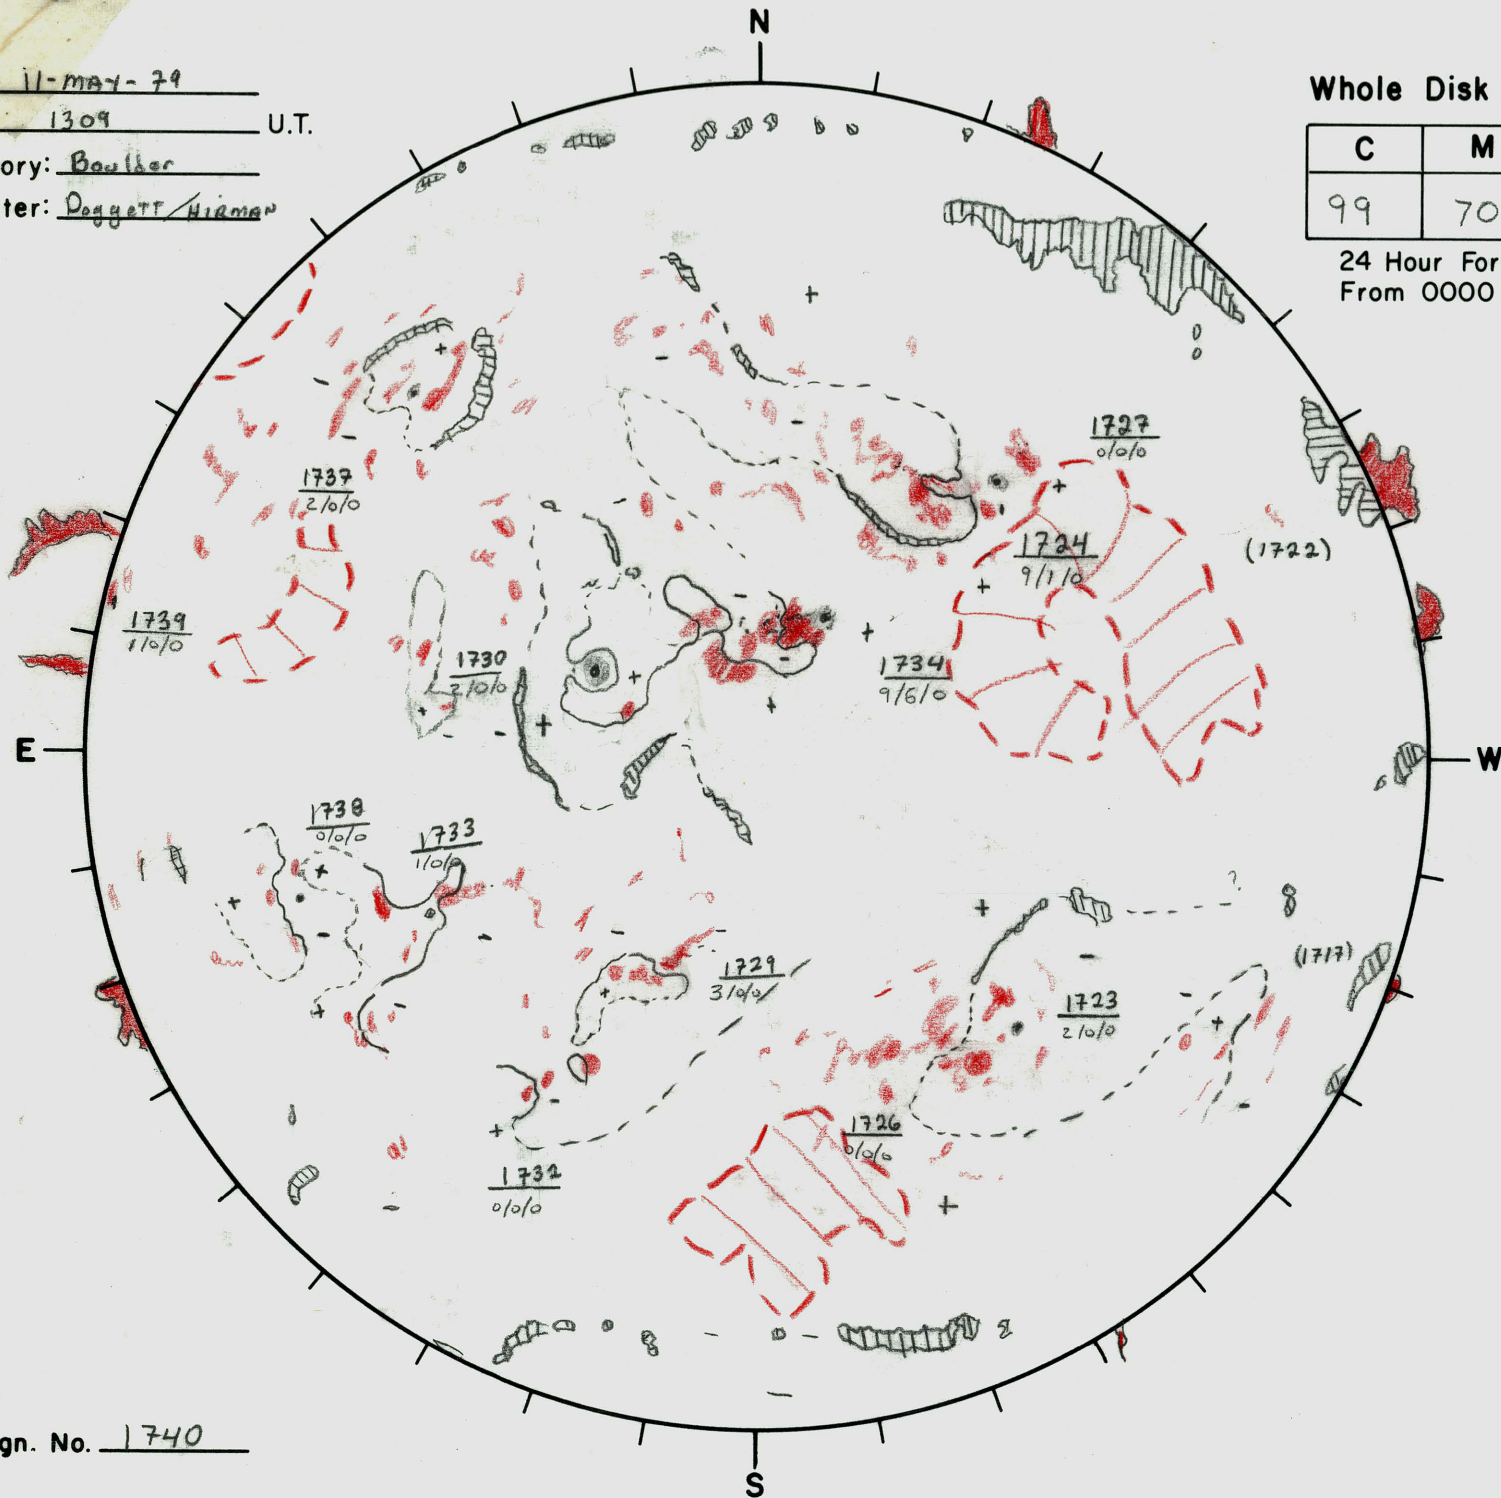 N
11-MAY-79
1309 U.T.
ory: Boulder
ter: Doggett/HIRMAN
Whole Disk
C M
99 70
24 Hour For
From 0000
1727
0/0/0
1737
2/0/0
1724
9/1/0
(1722)
1739
1/0/0
1730
2/0/0
1734
9/6/0
E
W
1738
0/0/0
1733
1/0/0
?
1729
3/0/0
(1717)
1723
2/0/0
1726
0/0/0
1732
0/0/0
gn. No. 1740
S